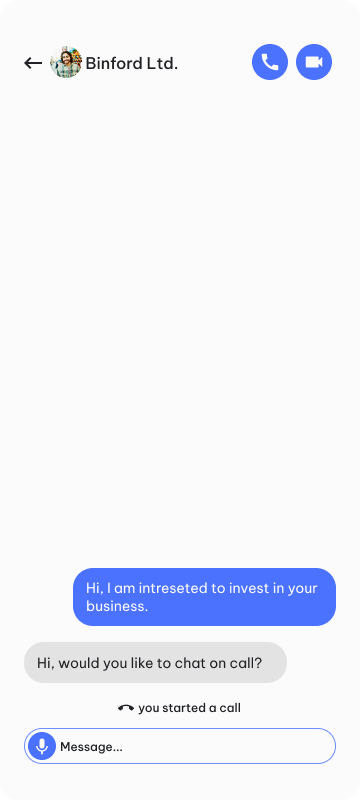 Binford Ltd.
Hi, I am intreseted to invest in your
business.
Hi, would you like to chat on call?
you started a call
Message...